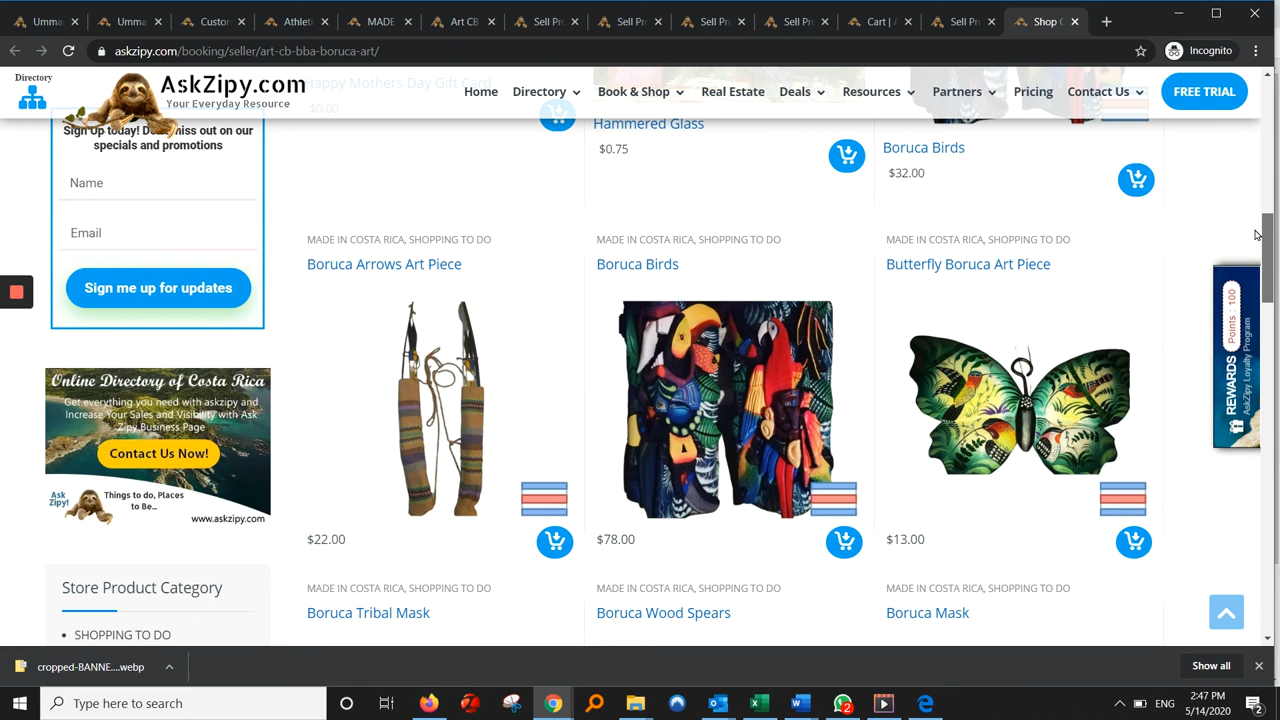 Umma
Umma
Custon
Athleti
MADE
Art CB
Sell Pr
Sell Pr
Sell Pr
Sell Pr
Cart | A
Sell Pr
Shop C
askzipy.com/booking/seller/art-cb-bba-boruca-art/
Incognito
Directory
AskZipy.com
Your Everyday Resource
Home
Directory
Book & Shop
Real Estate
Deals
Resources
Partners
Pricing
Contact Us
FREE TRIAL
Happy Mothers Day Gift Card
$0.00
Hammered Glass
$0.75
Boruca Birds
$32.00
specials and promotions
Name
Email
Sign me up for updates
MADE IN COSTA RICA, SHOPPING TO DO
Boruca Arrows Art Piece
$22.00
MADE IN COSTA RICA, SHOPPING TO DO
Boruca Birds
$78.00
MADE IN COSTA RICA, SHOPPING TO DO
Butterfly Boruca Art Piece
$13.00
REWARDS
Points : 100
AskZipy Loyalty Program
Online Directory of Costa Rica
Get everything you need with askzipy and
Increase Your Sales and Visibility with Ask
Zipy Business Page
Contact Us Now!
Ask
Zipy!
Things to do, Places
to Be...
www.askzipy.com
Store Product Category
SHOPPING TO DO
MADE IN COSTA RICA, SHOPPING TO DO
Boruca Tribal Mask
MADE IN COSTA RICA, SHOPPING TO DO
Boruca Wood Spears
MADE IN COSTA RICA, SHOPPING TO DO
Boruca Mask
cropped-BANNE....webp
Show all
Type here to search
2
ENG
2:47 PM
5/14/2020
2